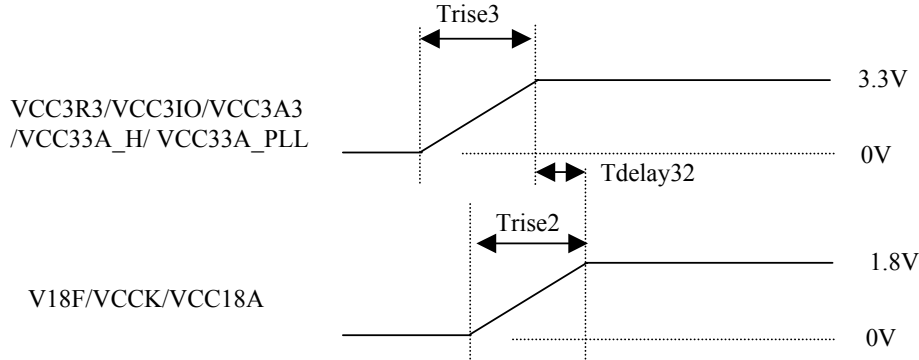 Trise3
3.3V
VCC3R3/VCC3IO/VCC3A3
/VCC33A_H/ VCC33A_PLL
0V
Tdelay32
Trise2
1.8V
V18F/VCCK/VCC18A
0V